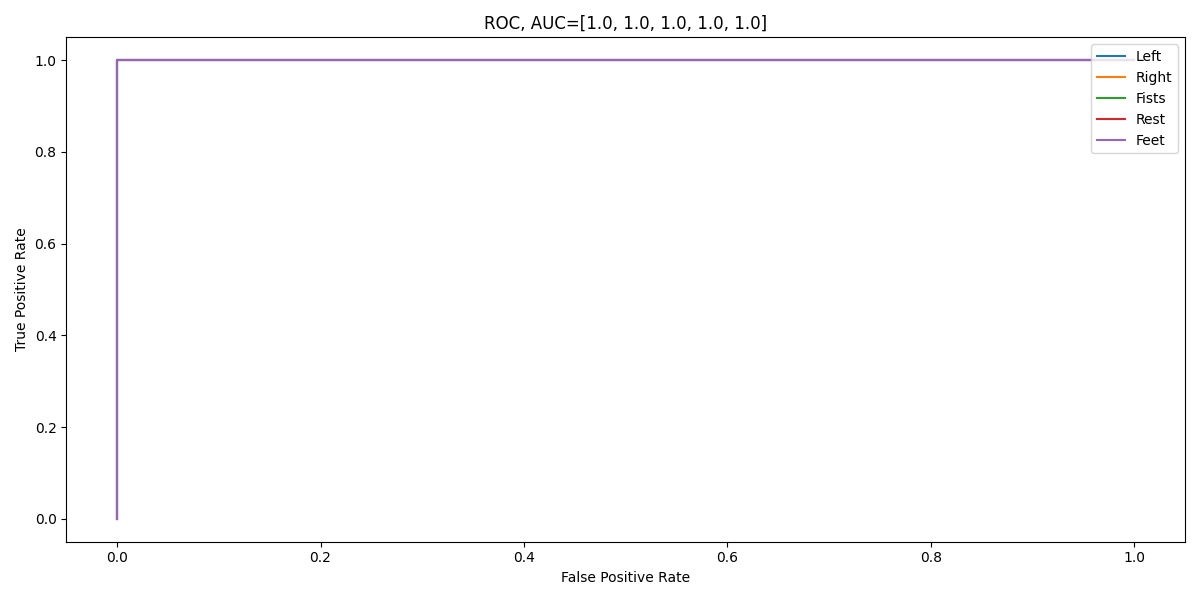 ROC, AUC=[1.0, 1.0, 1.0, 1.0, 1.0]
Left
Right
Fists
Rest
Feet
1.0
0.8
0.6
0.4
0.2
0.0
True Positive Rate
0.0 0.2 0.4 0.6 0.8 1.0
False Positive Rate